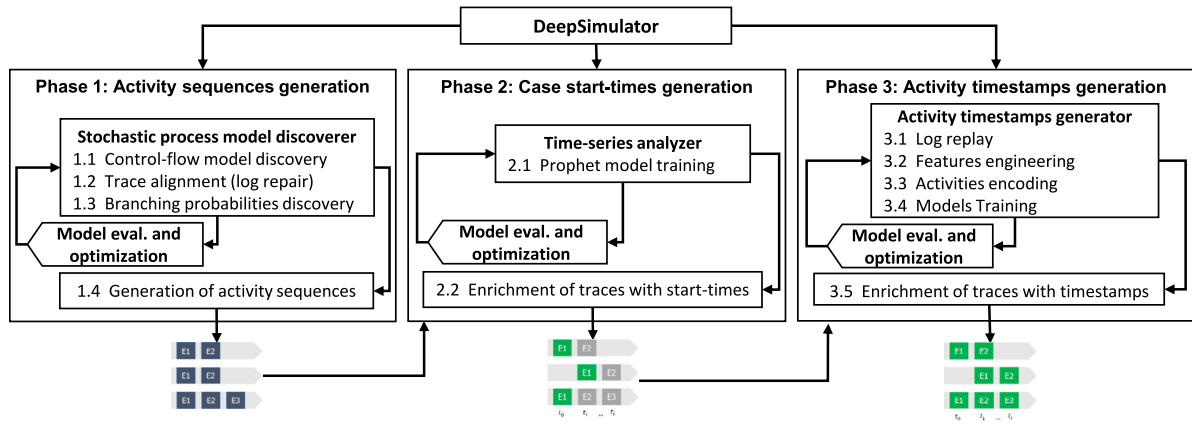 DeepSimulator
Phase 1: Activity sequences generation
Stochastic process model discoverer
1.1 Control-flow model discovery
1.2 Trace alignment (log repair)
1.3 Branching probabilities discovery
Model eval. and
optimization
1.4 Generation of activity sequences
E1 E2
E1 E2
E1 E2 E3
Phase 2: Case start-times generation
Time-series analyzer
2.1 Prophet model training
Model eval. and
optimization
2.2 Enrichment of traces with start-times
E1 E2
E1 E2
E1 E2 E3
Phase 3: Activity timestamps generation
Activity timestamps generator
3.1 Log replay
3.2 Features engineering
3.3 Activities encoding
3.4 Models Training
Model eval. and
optimization
3.5 Enrichment of traces with timestamps
E1 E2
E1 E2
E1 E2 E3